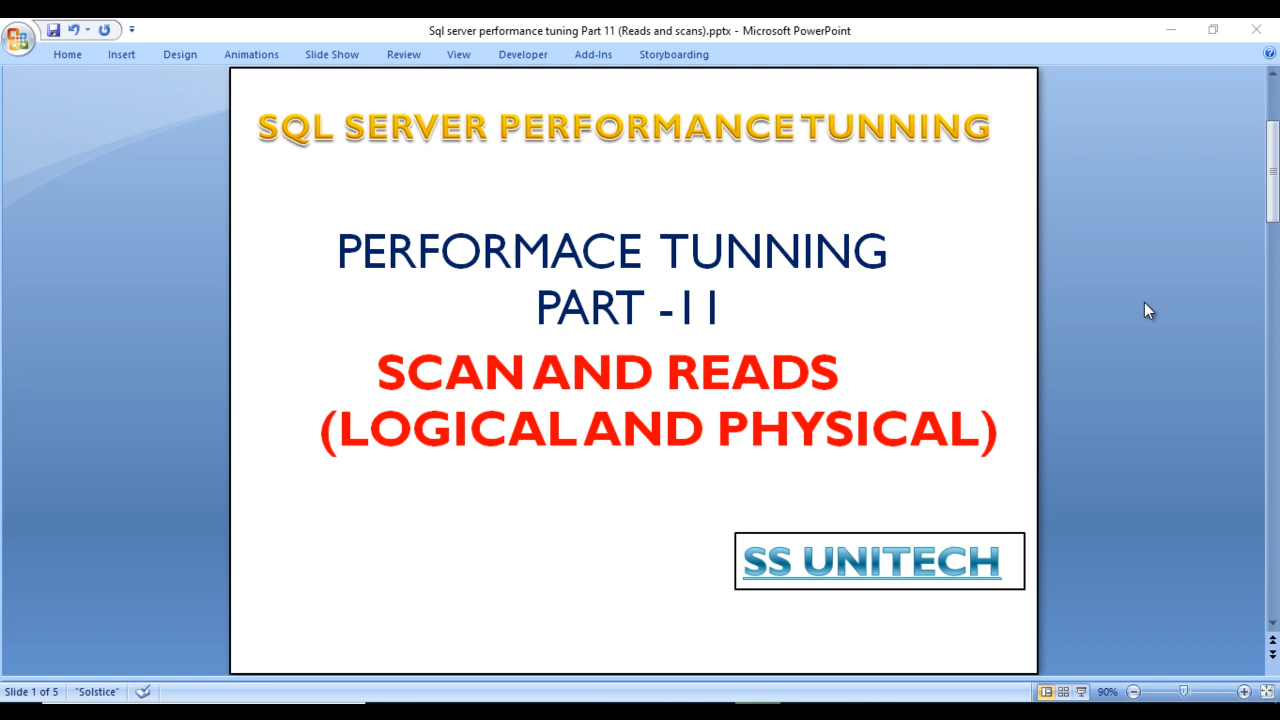 Sql server performance tuning Part 11 (Reads and scans).pptx - Microsoft PowerPoint
Home Insert Design Animations Slide Show Review View Developer Add-Ins Storyboarding
SQL SERVER PERFORMANCE TUNNING
PERFORMACE TUNNING
PART -11
SCAN AND READS
(LOGICAL AND PHYSICAL)
SS UNITECH
Slide 1 of 5 "Solstice" 90%